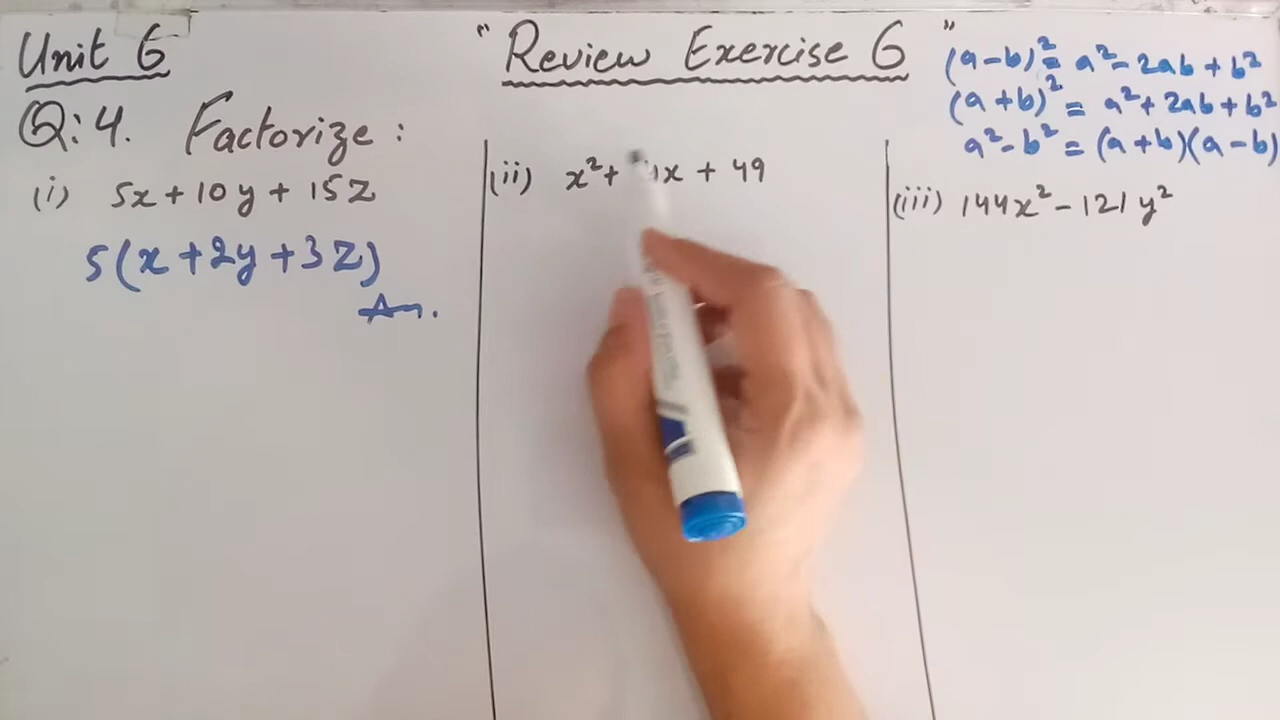 Unit 6
" Review Exercise 6 "
(a-b)² = a² - 2ab + b²
(a+b)² = a² + 2ab + b²
a² - b² = (a+b)(a-b)
Q:4. Factorize :
(i) 5x + 10y + 15z
5(x + 2y + 3z)
Ans.
(ii) x² + x + 49
(iii) 144x² - 121y²